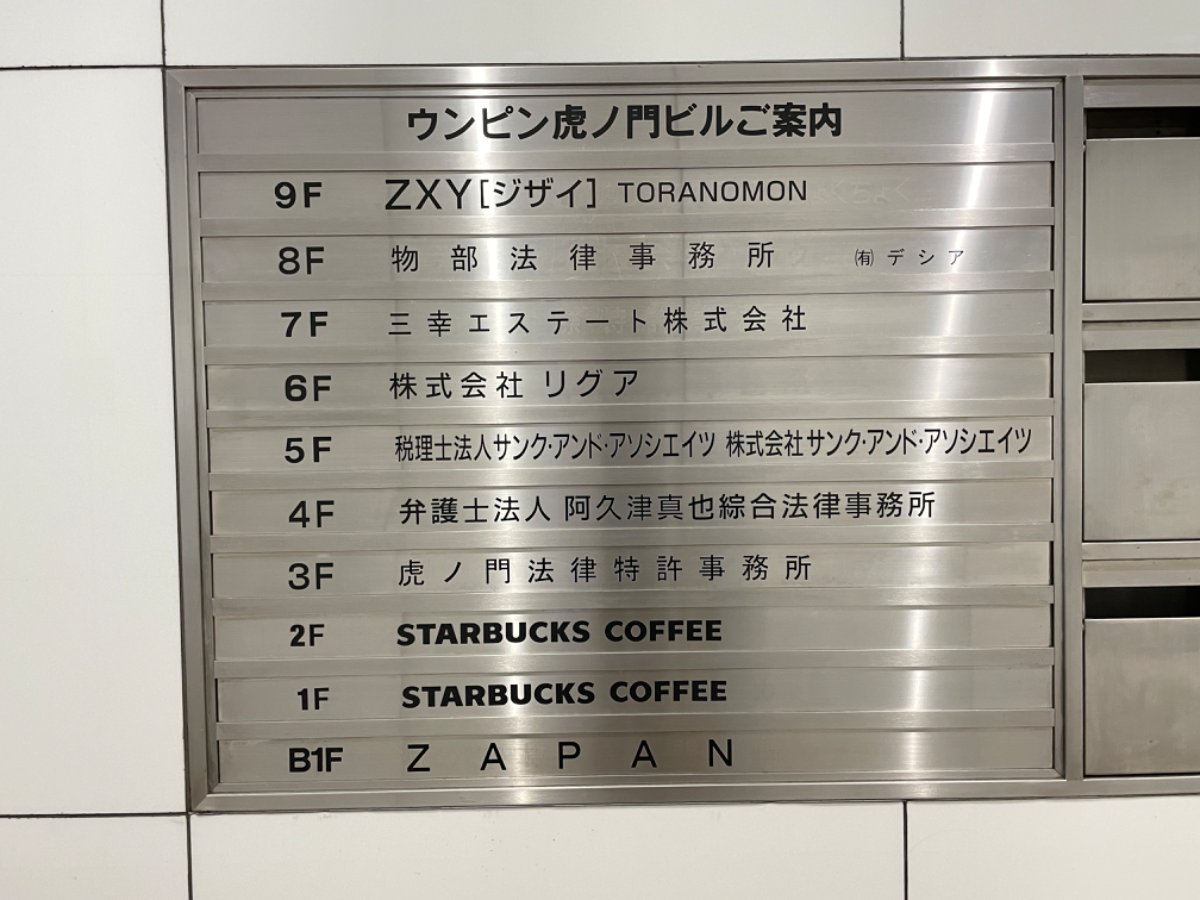 ウンピン虎ノ門ビルご案内
9F ZXY[ジザイ] TORANOMON
8F 物部法律事務所 ㈲デシア
7F 三幸エステート株式会社
6F 株式会社 リグア
5F 税理士法人サンク・アンド・アソシエイツ 株式会社サンク・アンド・アソシエイツ
4F 弁護士法人 阿久津真也綜合法律事務所
3F 虎ノ門法律特許事務所
2F STARBUCKS COFFEE
1F STARBUCKS COFFEE
B1F ZAPAN